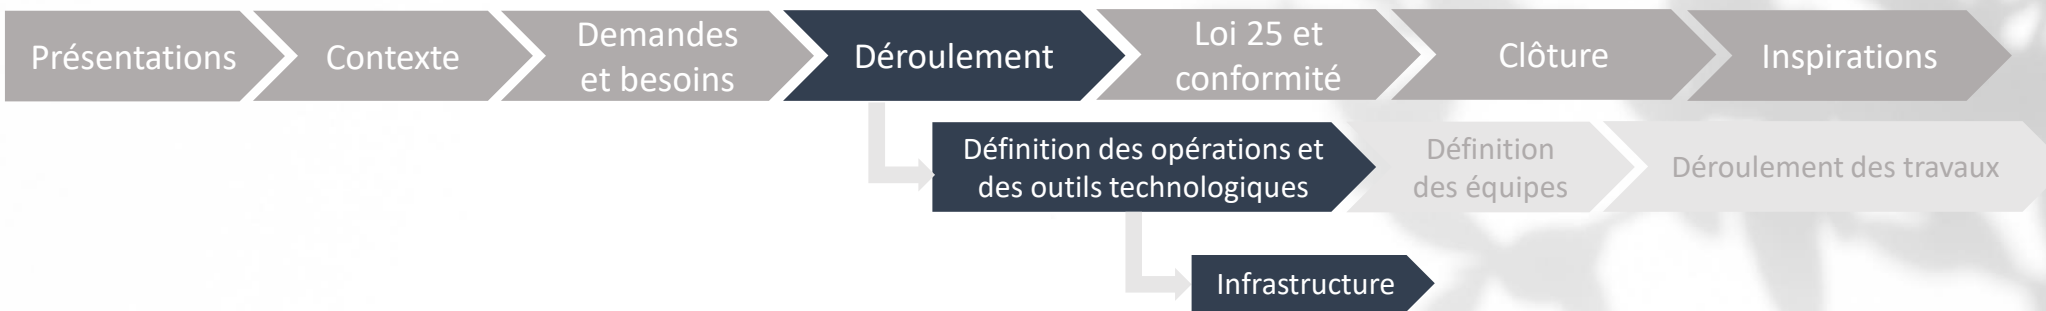 Présentations
Contexte
Demandes
et besoins
Déroulement
Loi 25 et
conformité
Clôture
Inspirations
Définition des opérations et
des outils technologiques
Définition
des équipes
Déroulement des travaux
Infrastructure